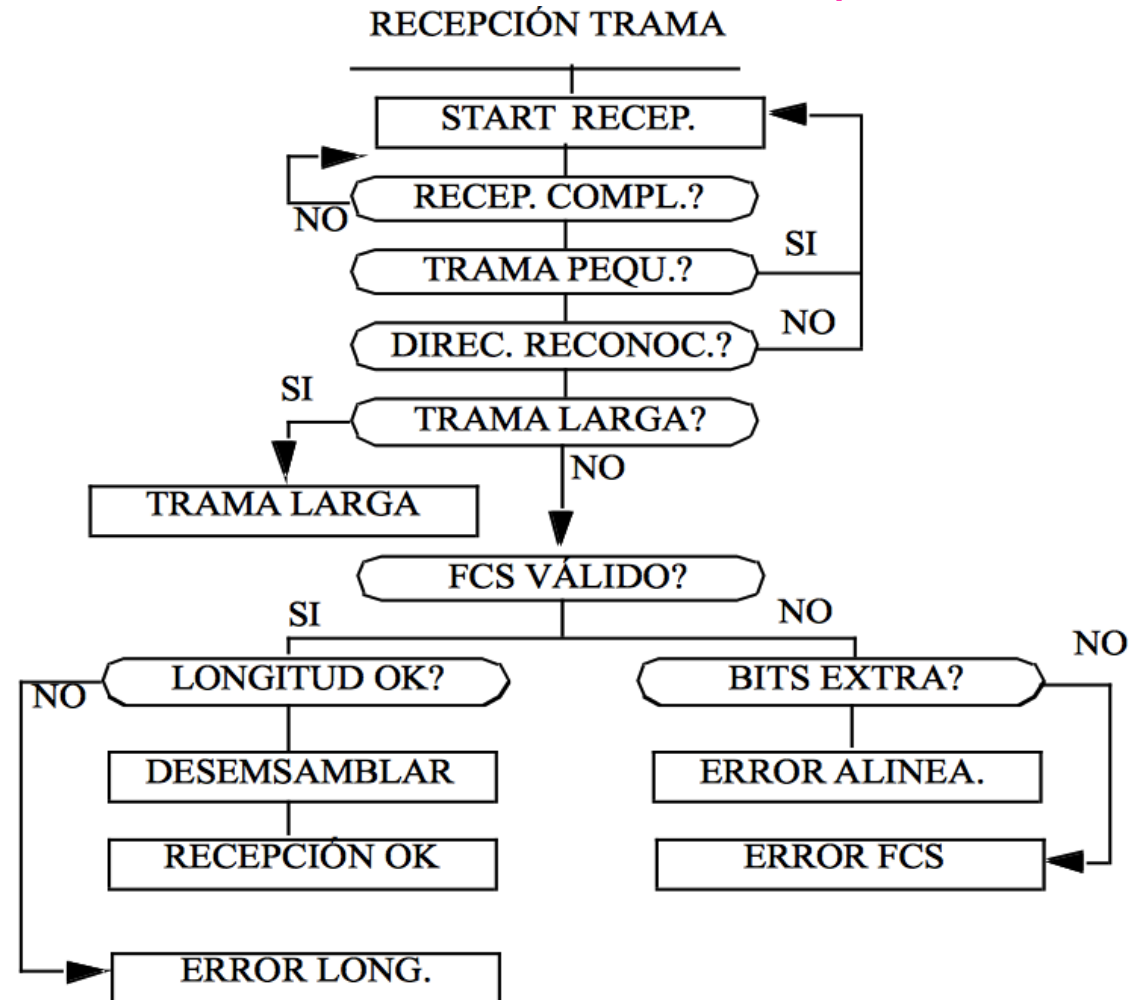 RECEPCIÓN TRAMA
START RECEP.
RECEP. COMPL.?
NO
SI
TRAMA PEQU.?
NO
DIREC. RECONOC.?
SI
TRAMA LARGA?
NO
TRAMA LARGA
FCS VÁLIDO?
SI
NO
NO
LONGITUD OK?
NO
BITS EXTRA?
DESEMSAMBLAR
ERROR ALINEA.
RECEPCIÓN OK
ERROR FCS
ERROR LONG.